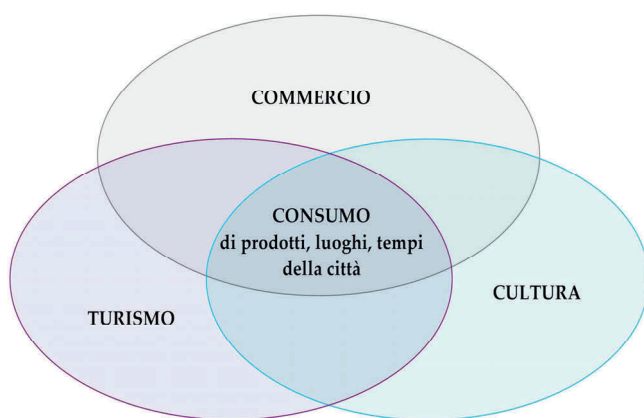 COMMERCIO
CONSUMO
di prodotti, luoghi, tempi
della città
TURISMO
CULTURA